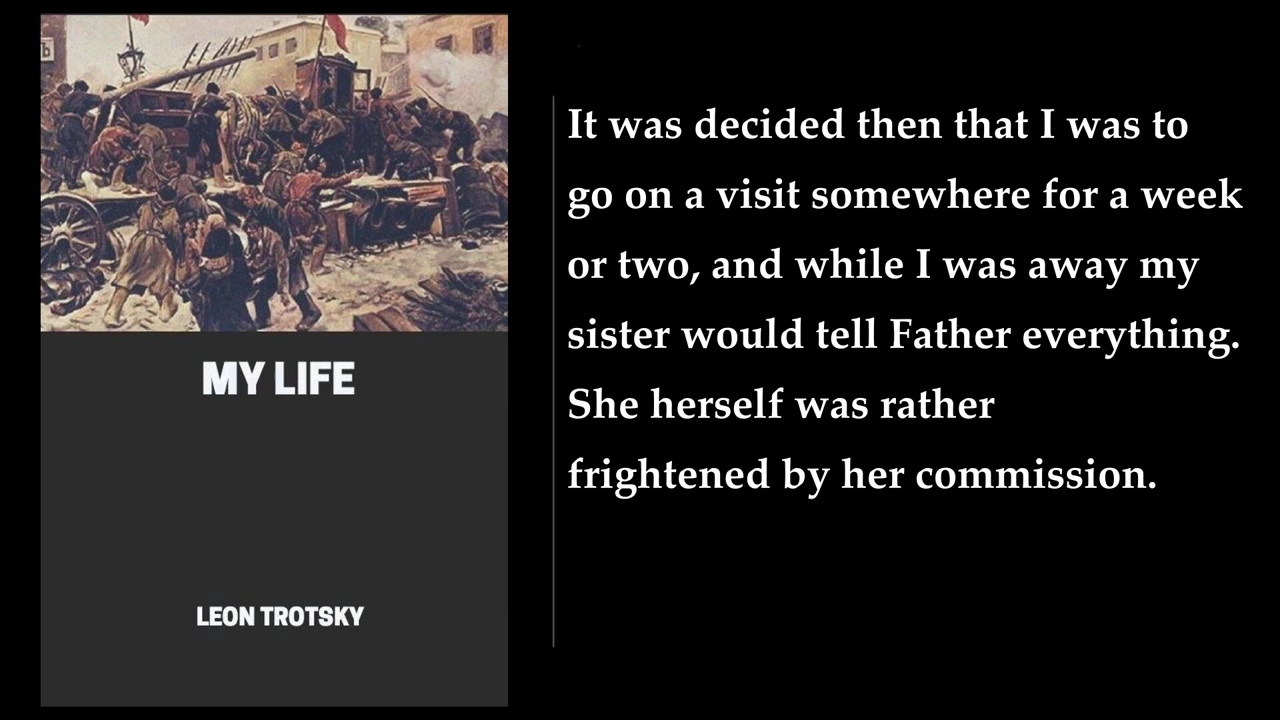 Ъ
MY LIFE
LEON TROTSKY
It was decided then that I was to
go on a visit somewhere for a week
or two, and while I was away my
sister would tell Father everything.
She herself was rather
frightened by her commission.